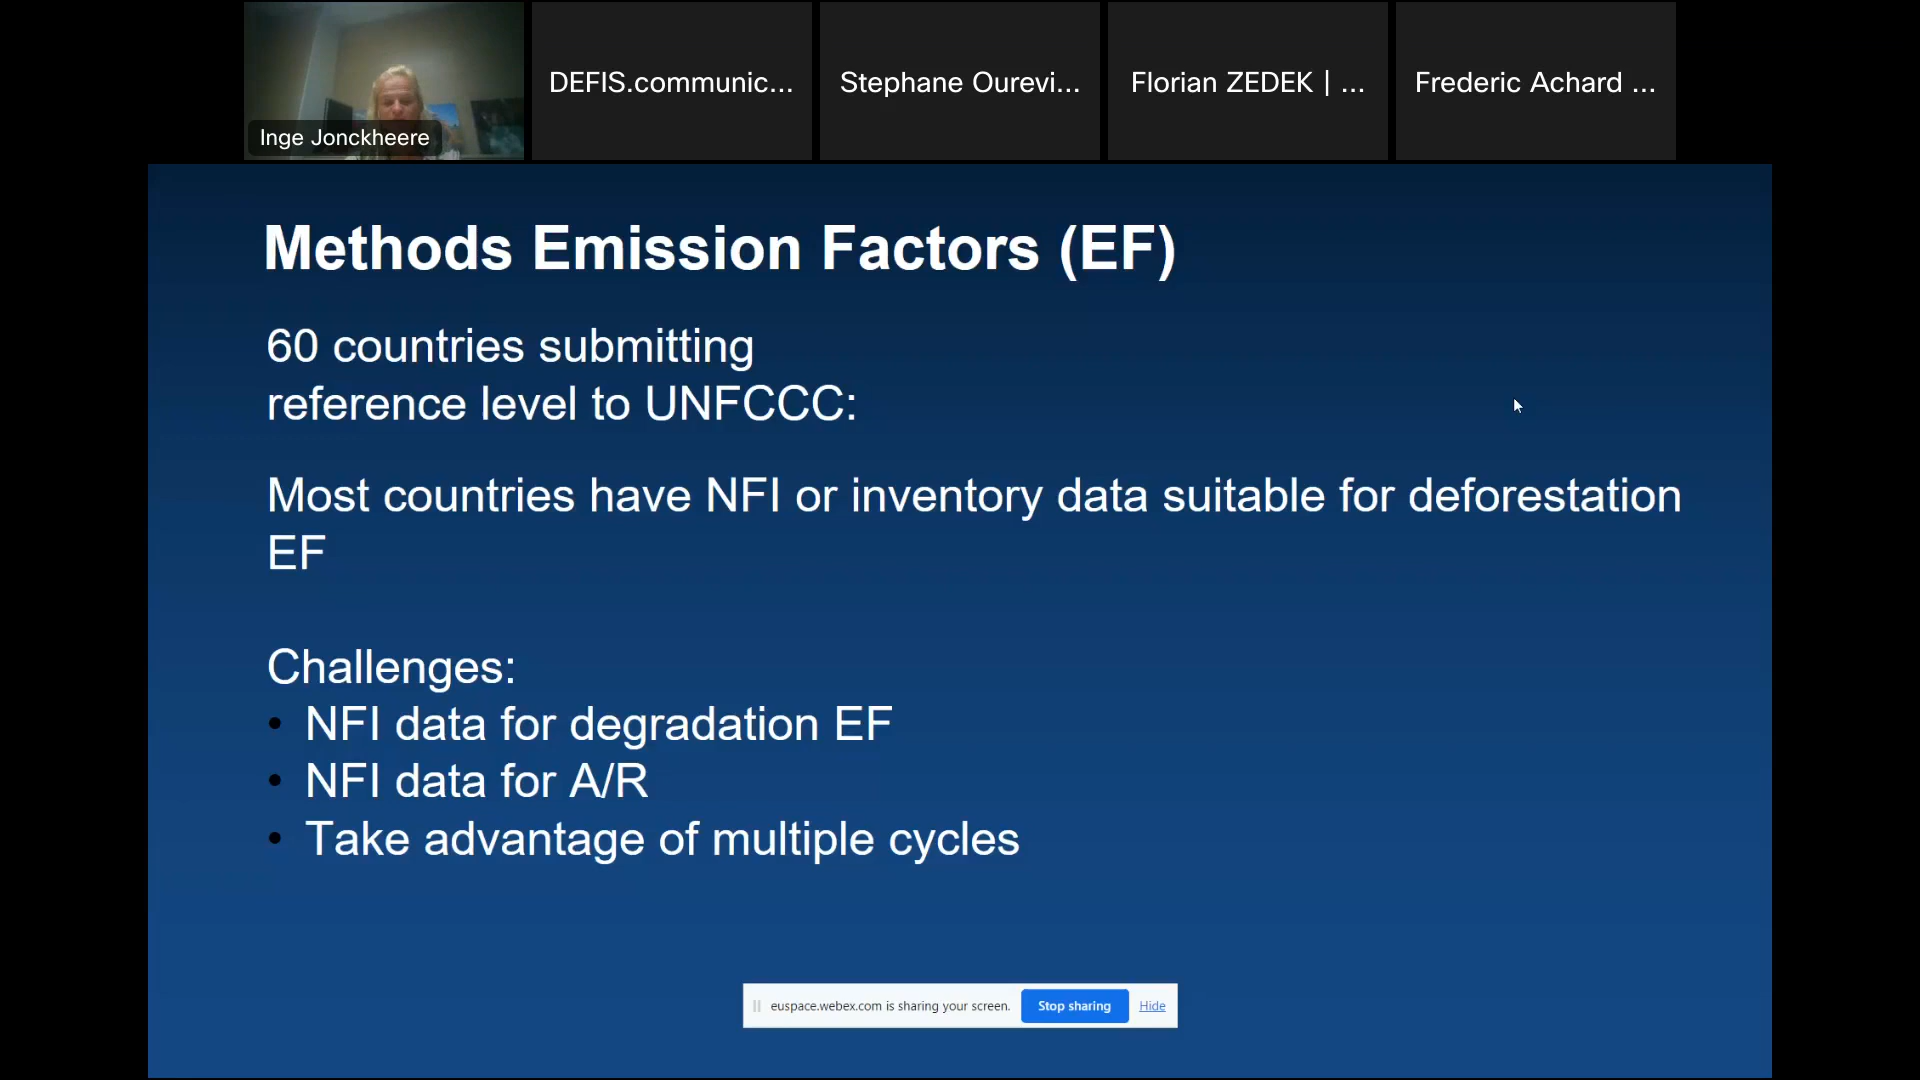 Inge Jonckheere
DEFIS.communic...
Stephane Ourevi...
Florian ZEDEK | ...
Frederic Achard ...
Methods Emission Factors (EF)
60 countries submitting
reference level to UNFCCC:
Most countries have NFI or inventory data suitable for deforestation
EF
Challenges:
• NFI data for degradation EF
• NFI data for A/R
• Take advantage of multiple cycles
euspace.webex.com is sharing your screen. Stop sharing Hide